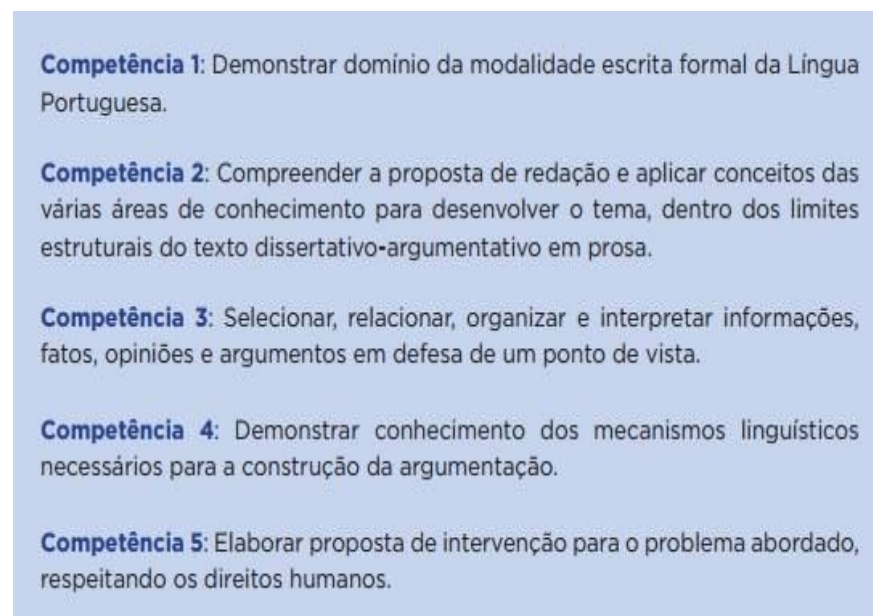 Competência 1: Demonstrar domínio da modalidade escrita formal da Língua
Portuguesa.
Competência 2: Compreender a proposta de redação e aplicar conceitos das
várias áreas de conhecimento para desenvolver o tema, dentro dos limites
estruturais do texto dissertativo-argumentativo em prosa.
Competência 3: Selecionar, relacionar, organizar e interpretar informações,
fatos, opiniões e argumentos em defesa de um ponto de vista.
Competência 4: Demonstrar conhecimento dos mecanismos linguísticos
necessários para a construção da argumentação.
Competência 5: Elaborar proposta de intervenção para o problema abordado,
respeitando os direitos humanos.